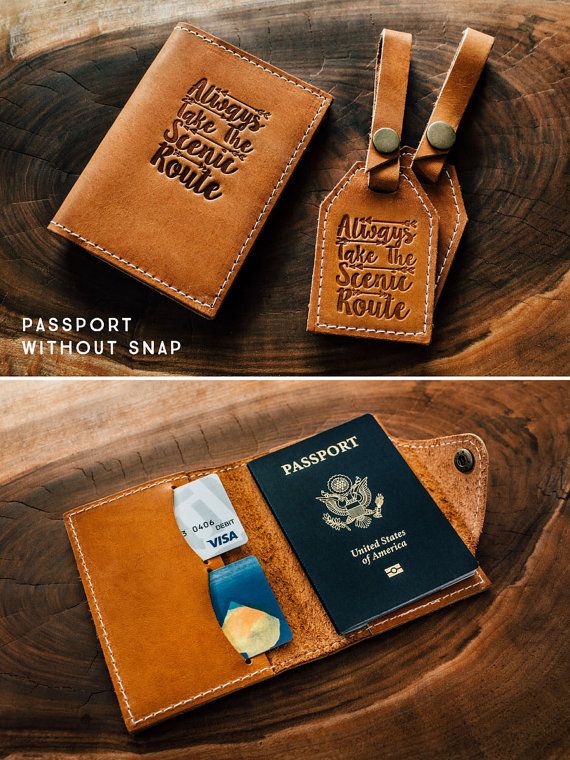 Always
Take The
Scenic
Route
Always
Take The
Scenic
Route
PASSPORT
WITHOUT SNAP
3 0406
DEBIT
VISA
PASSPORT
United States
of America